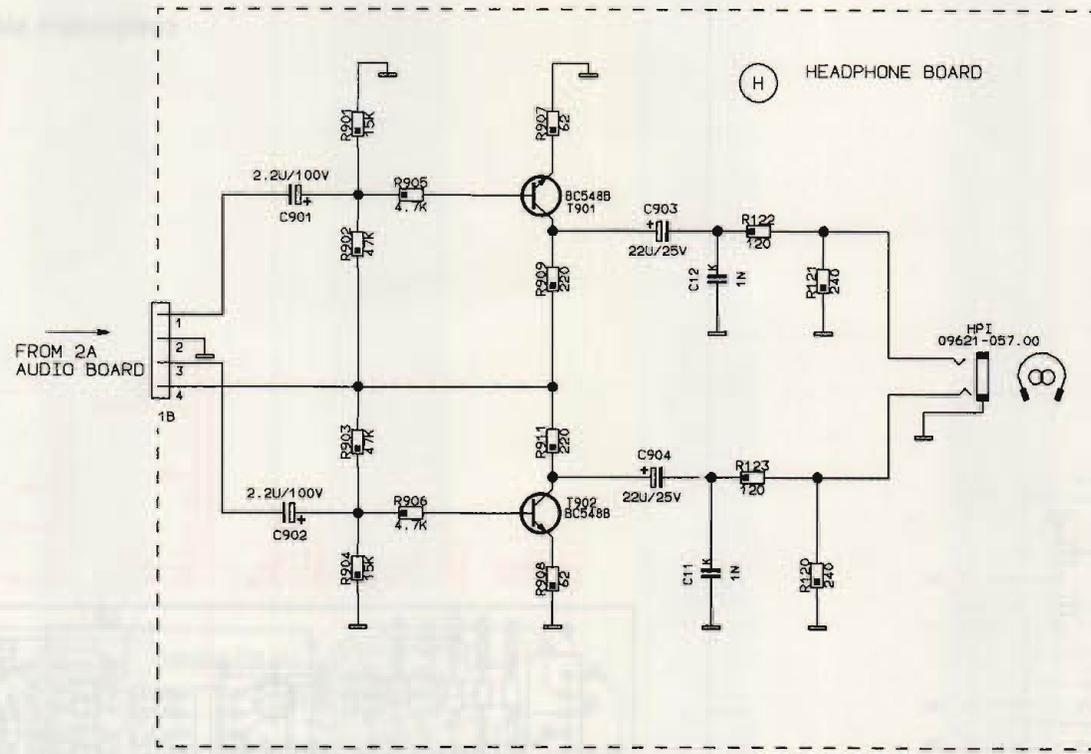 H
HEADPHONE BOARD
R901
15K
R907
62
2.2U/100V
C901
R905
4.7K
BC548B
T901
R902
47K
C903
22U/25V
R909
220
R122
120
C12
K
1N
R121
240
FROM 2A
AUDIO BOARD
1
2
3
4
1B
HPI
09621-057.00
R903
47K
R911
220
C904
22U/25V
R123
120
2.2U/100V
C902
R906
4.7K
T902
BC548B
R904
15K
R908
62
C11
K
1N
R120
240